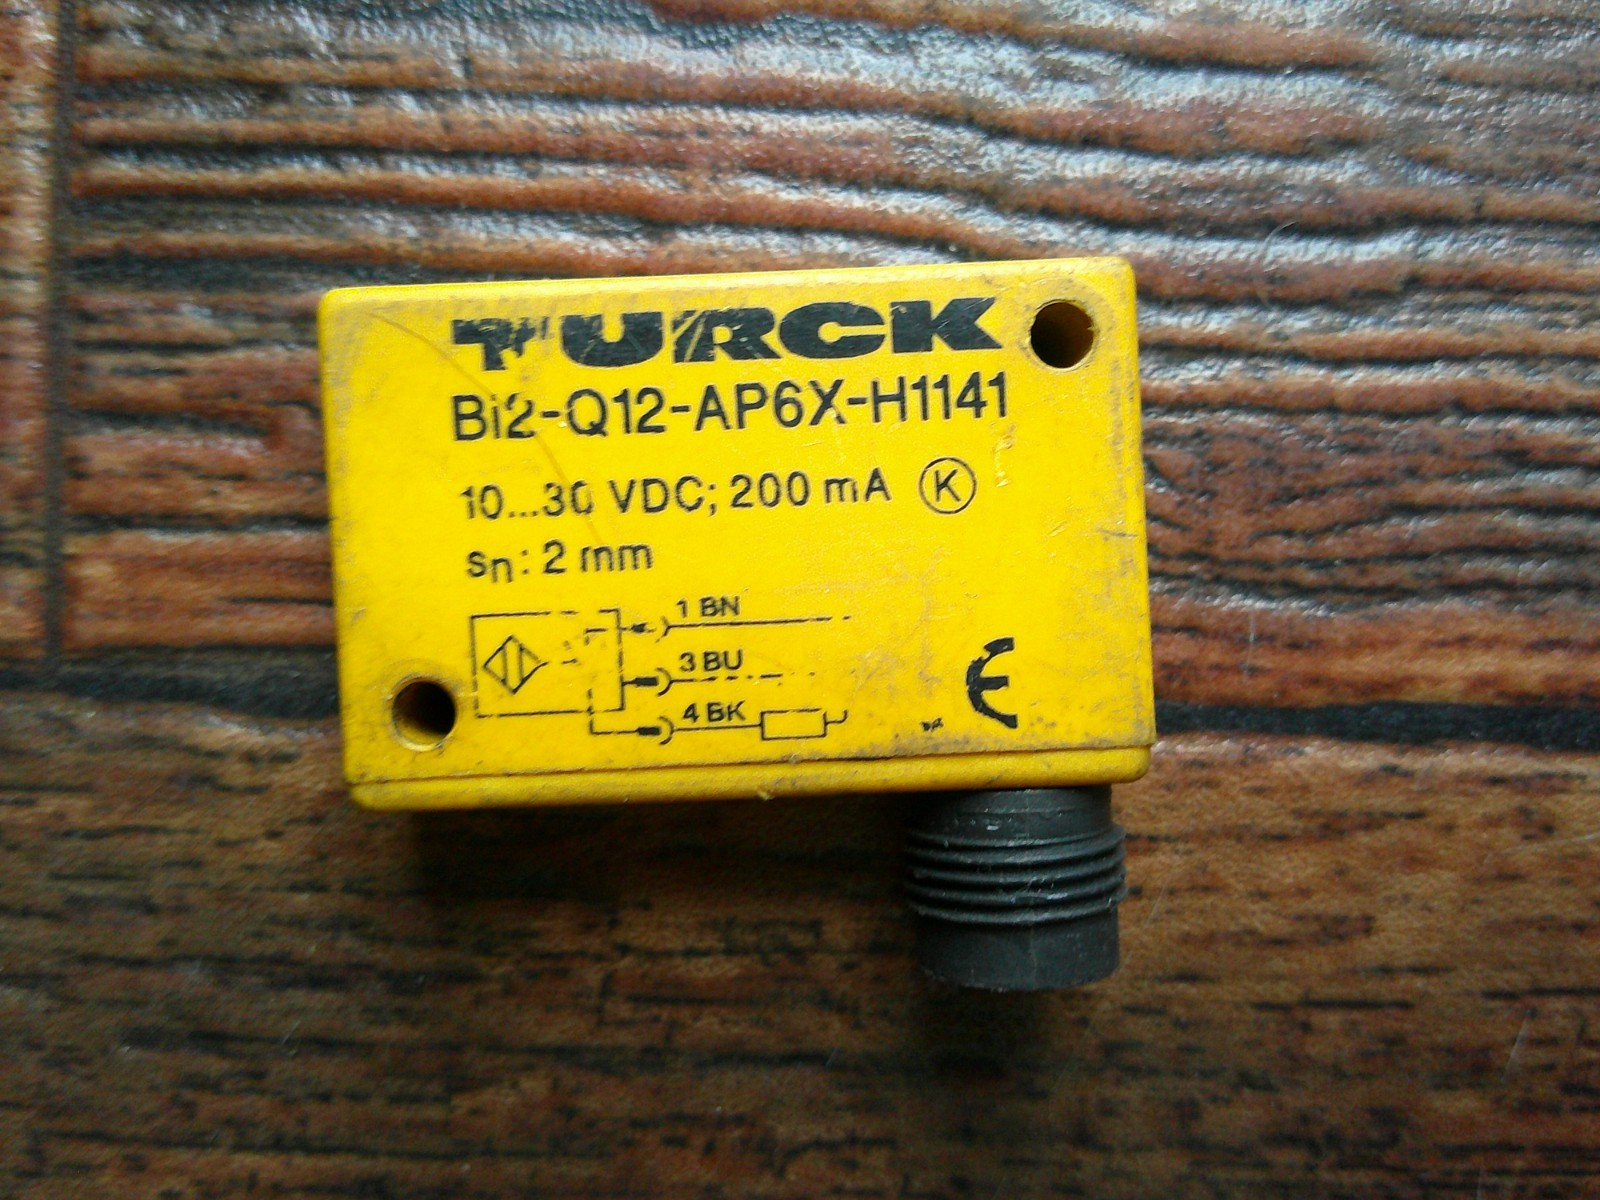 TURCK
Bi2-Q12-AP6X-H1141
10...30 VDC; 200 mA K
sn: 2 mm
1 BN
3 BU
4 BK
CE